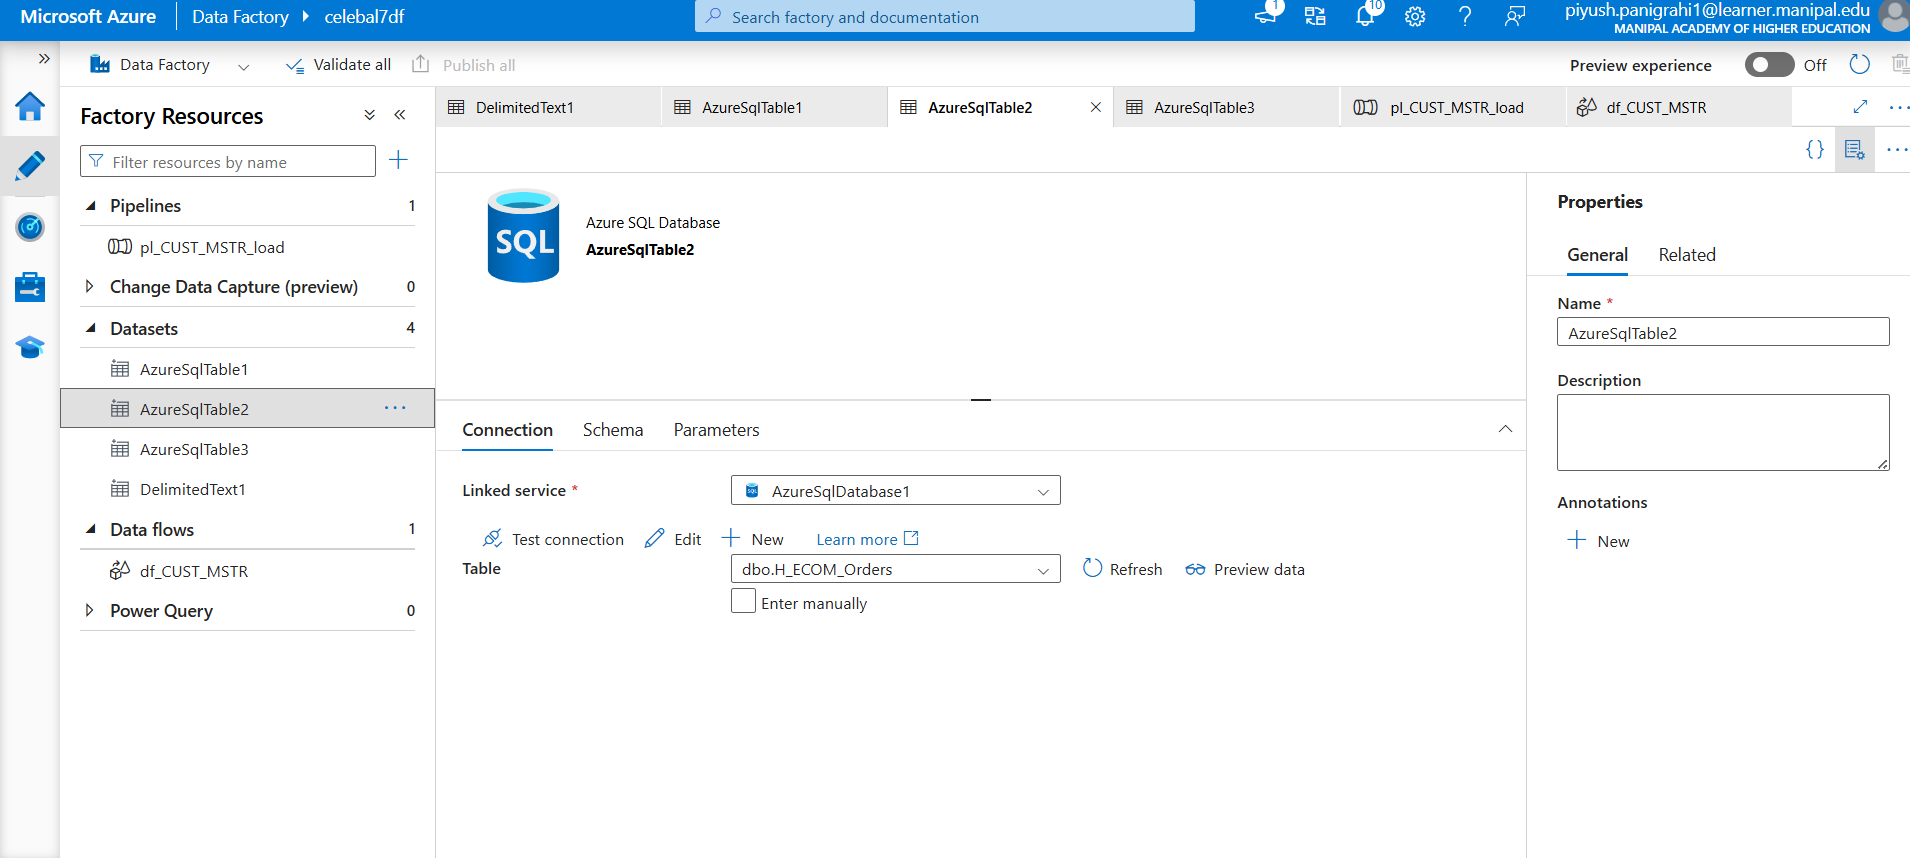 Microsoft Azure
Data Factory
celebal7df
Search factory and documentation
1
10
piyush.panigrahi1@learner.manipal.edu
MANIPAL ACADEMY OF HIGHER EDUCATION
Data Factory
Validate all
Publish all
Preview experience
Off
Factory Resources
Filter resources by name
Pipelines
1
pl_CUST_MSTR_load
Change Data Capture (preview)
0
Datasets
4
AzureSqlTable1
AzureSqlTable2
AzureSqlTable3
DelimitedText1
Data flows
1
df_CUST_MSTR
Power Query
0
DelimitedText1
AzureSqlTable1
AzureSqlTable2
AzureSqlTable3
pl_CUST_MSTR_load
df_CUST_MSTR
SQL
Azure SQL Database
AzureSqlTable2
Connection
Schema
Parameters
Linked service *
SQL
AzureSqlDatabase1
Test connection
Edit
New
Learn more
Table
dbo.H_ECOM_Orders
Refresh
Preview data
Enter manually
Properties
General
Related
Name *
AzureSqlTable2
Description
Annotations
New